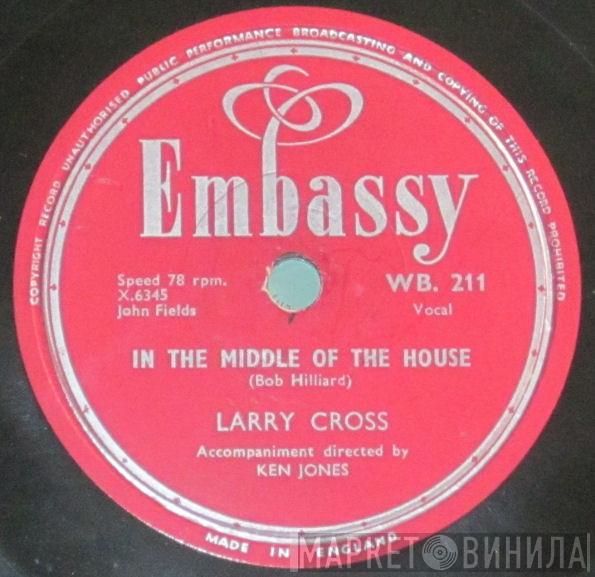 COPYRIGHT RECORD UNAUTHORISED PUBLIC PERFORMANCE BROADCASTING AND COPYING OF THIS RECORD PROHIBITED
Embassy
Speed 78 rpm.
X.6345
John Fields
WB. 211
Vocal
IN THE MIDDLE OF THE HOUSE
(Bob Hilliard)
LARRY CROSS
Accompaniment directed by
KEN JONES
MADE IN ENGLAND
МАРКЕТ ВИНИЛА